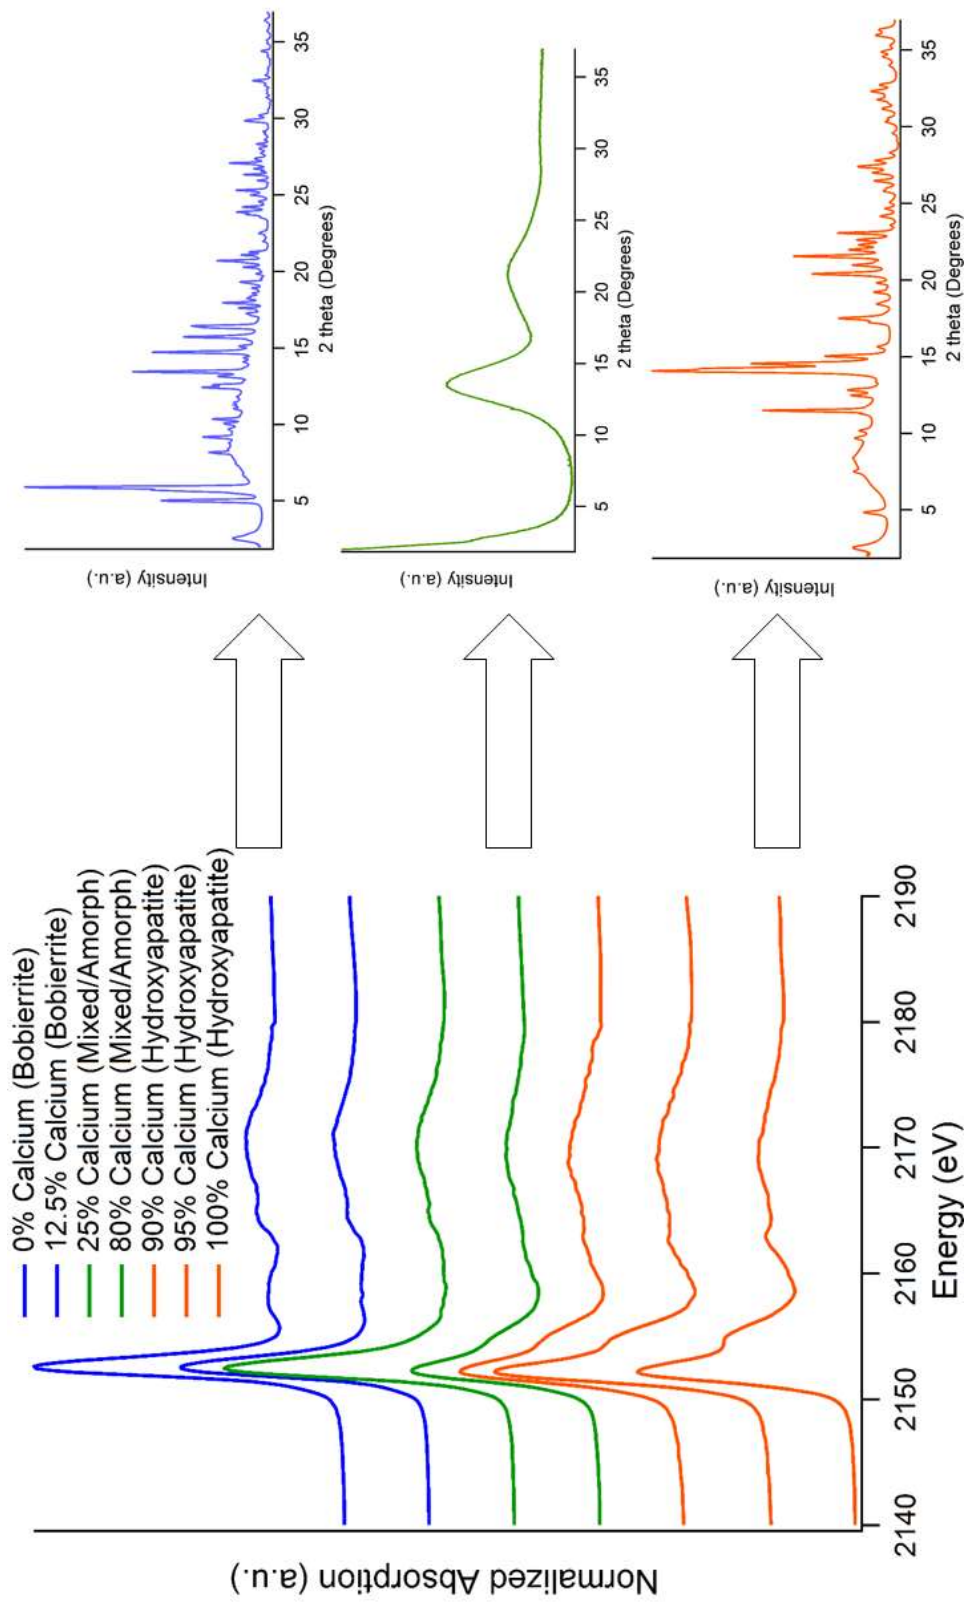 Normalized Absorption (a.u.)
0% Calcium (Bobierrite)
12.5% Calcium (Bobierrite)
25% Calcium (Mixed/Amorph)
80% Calcium (Mixed/Amorph)
90% Calcium (Hydroxyapatite)
95% Calcium (Hydroxyapatite)
100% Calcium (Hydroxyapatite)
2140 2150 2160 2170 2180 2190
Energy (eV)
Intensity (a.u.)
5 10 15 20 25 30 35
2 theta (Degrees)
Intensity (a.u.)
5 10 15 20 25 30 35
2 theta (Degrees)
Intensity (a.u.)
5 10 15 20 25 30 35
2 theta (Degrees)